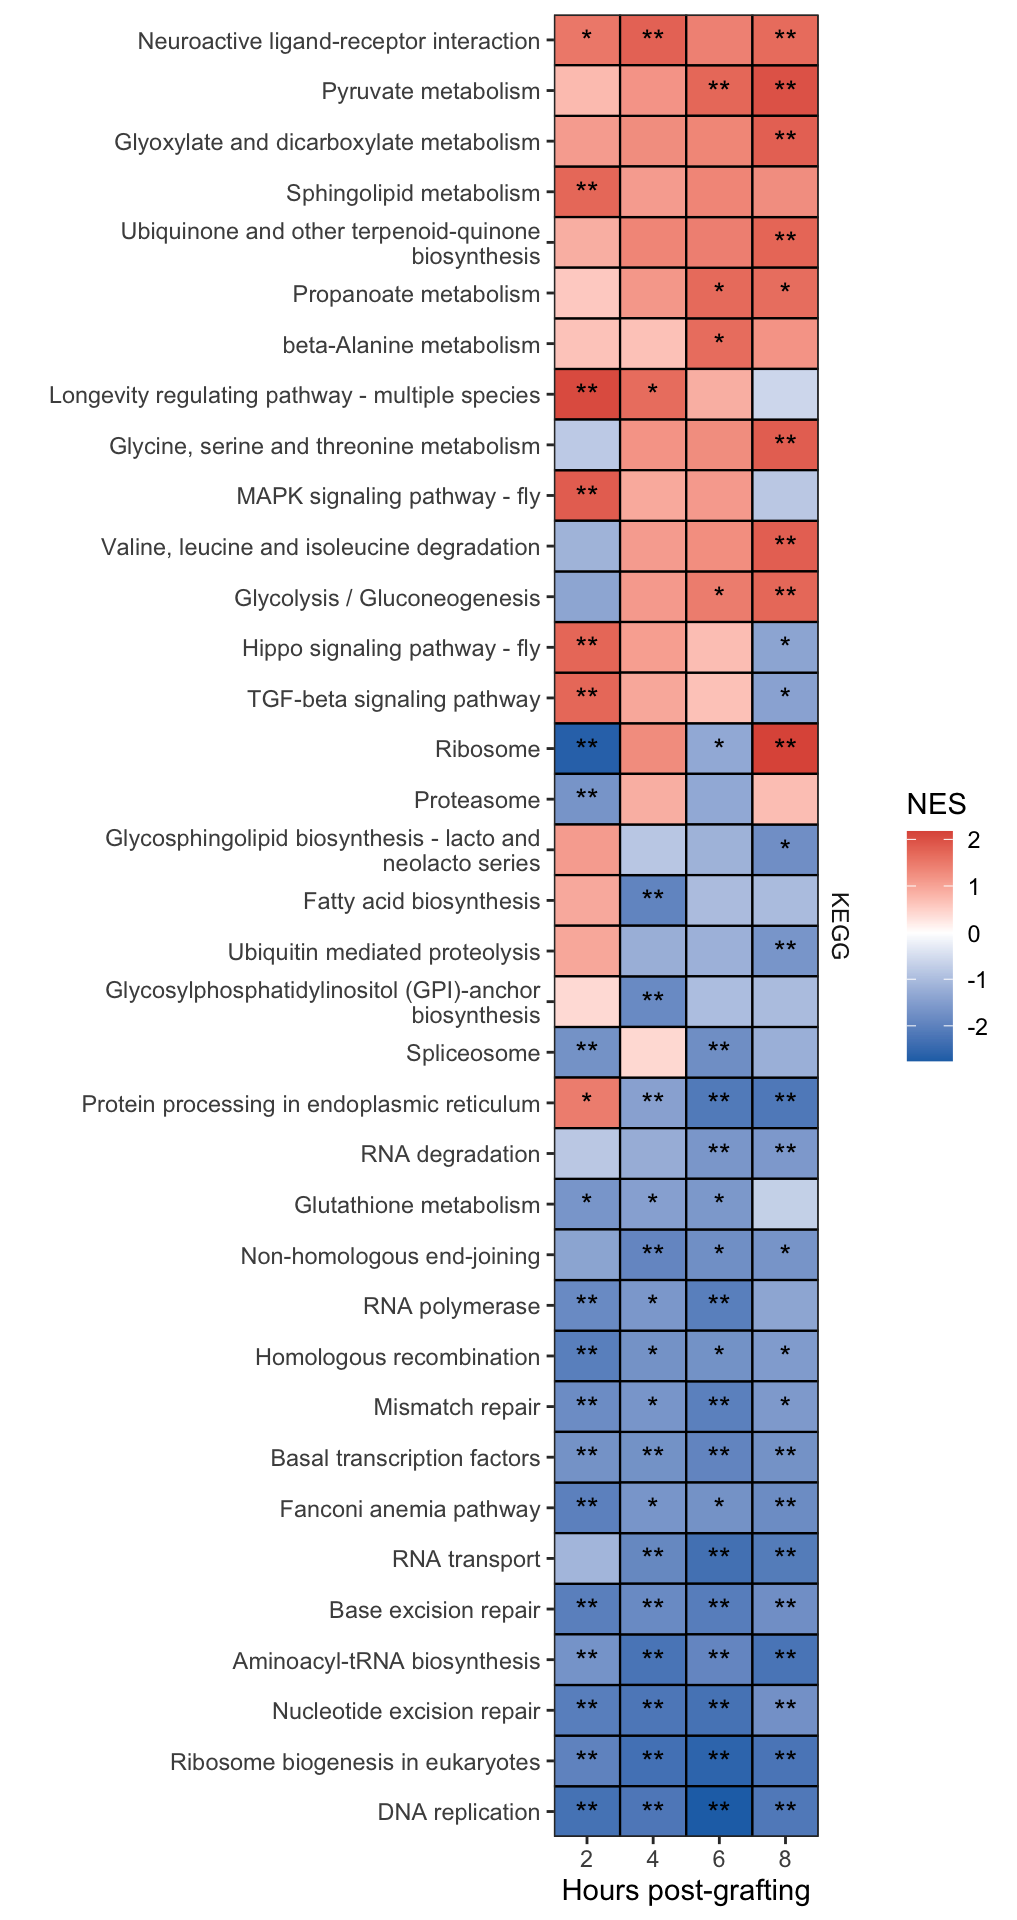 Neuroactive ligand-receptor interaction * ** **
Pyruvate metabolism ** **
Glyoxylate and dicarboxylate metabolism **
Sphingolipid metabolism **
Ubiquinone and other terpenoid-quinone
biosynthesis **
Propanoate metabolism * *
beta-Alanine metabolism *
Longevity regulating pathway - multiple species ** *
Glycine, serine and threonine metabolism **
MAPK signaling pathway - fly **
Valine, leucine and isoleucine degradation **
Glycolysis / Gluconeogenesis * **
Hippo signaling pathway - fly ** *
TGF-beta signaling pathway ** *
Ribosome ** * **
Proteasome **
Glycosphingolipid biosynthesis - lacto and
neolacto series *
Fatty acid biosynthesis **
Ubiquitin mediated proteolysis **
Glycosylphosphatidylinositol (GPI)-anchor
biosynthesis **
Spliceosome ** **
Protein processing in endoplasmic reticulum * ** ** **
RNA degradation ** **
Glutathione metabolism * * *
Non-homologous end-joining ** * *
RNA polymerase ** * **
Homologous recombination ** * * *
Mismatch repair ** * ** *
Basal transcription factors ** ** ** **
Fanconi anemia pathway ** * * **
RNA transport ** ** **
Base excision repair ** ** ** **
Aminoacyl-tRNA biosynthesis ** ** ** **
Nucleotide excision repair ** ** ** **
Ribosome biogenesis in eukaryotes ** ** ** **
DNA replication ** ** ** **
2 4 6 8
Hours post-grafting
KEGG
NES
2
1
0
-1
-2